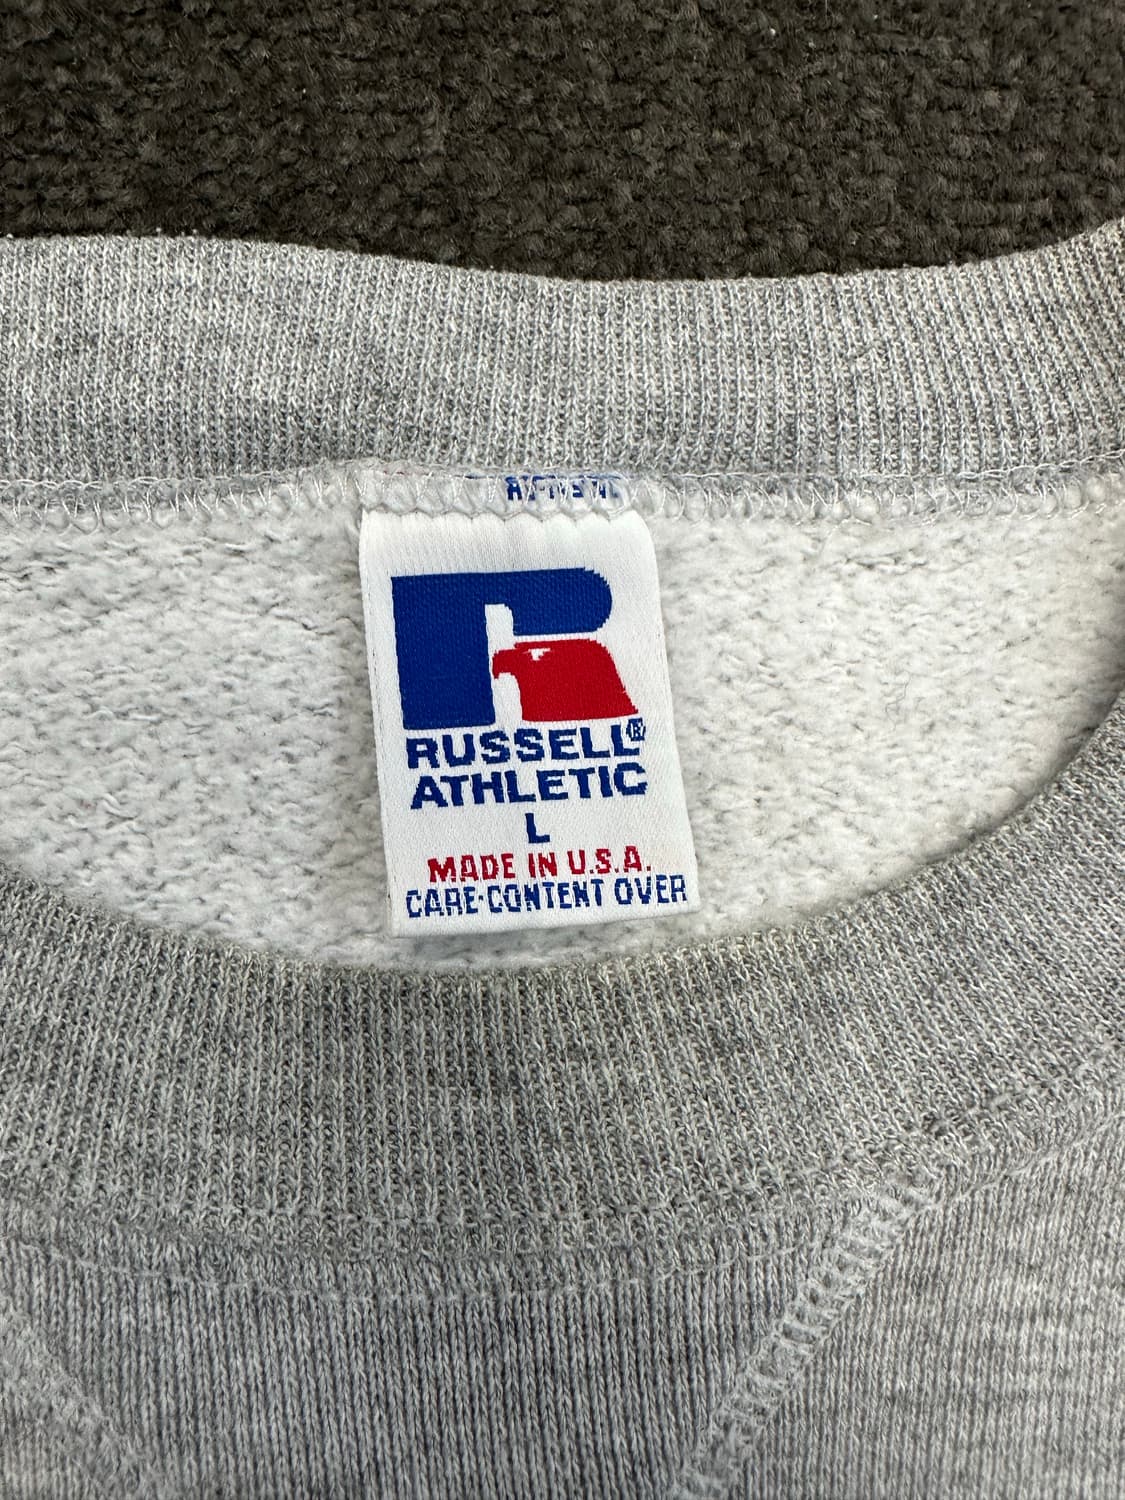 RUSSELL®
ATHLETIC
L
MADE IN U.S.A.
CARE·CONTENT OVER